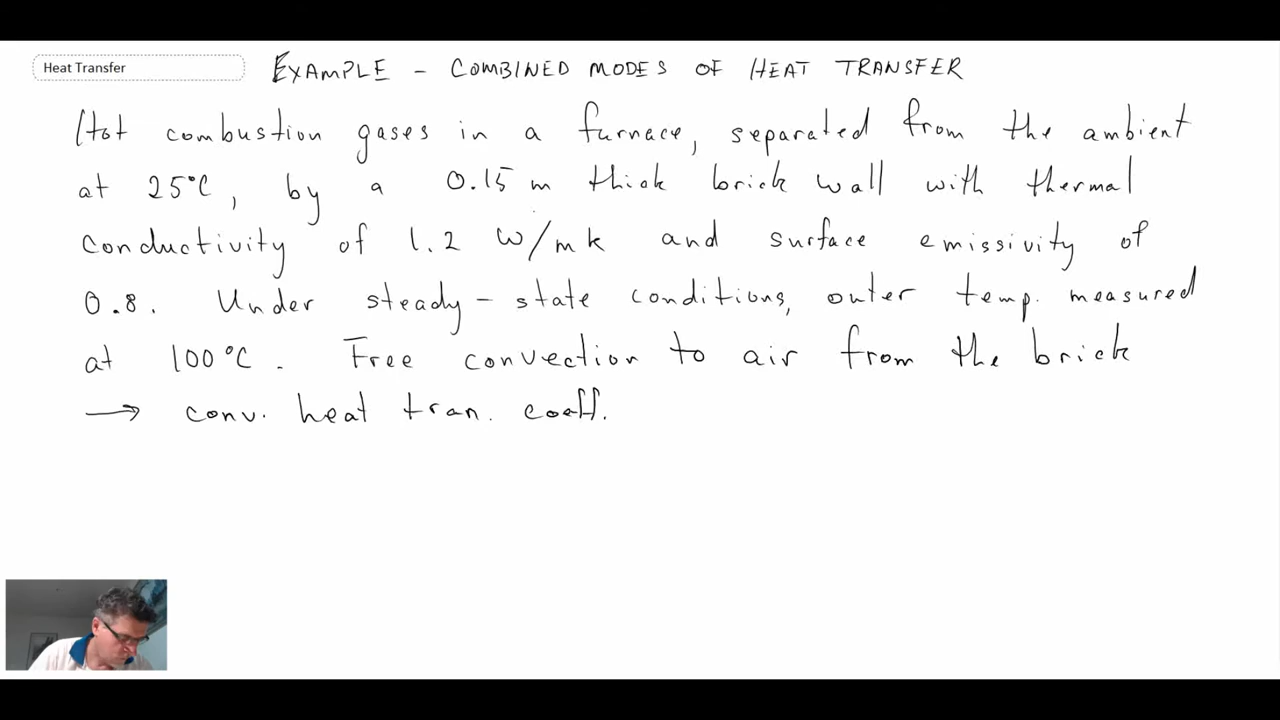 Heat Transfer
EXAMPLE - COMBINED MODES OF HEAT TRANSFER
Hot combustion gases in a furnace, separated from the ambient
at 25°C, by a 0.15 m thick brick wall with thermal
conductivity of 1.2 W/mk and surface emissivity of
0.8. Under steady-state conditions, outer temp. measured
at 100°C. Free convection to air from the brick
→ conv. heat tran. coeff.